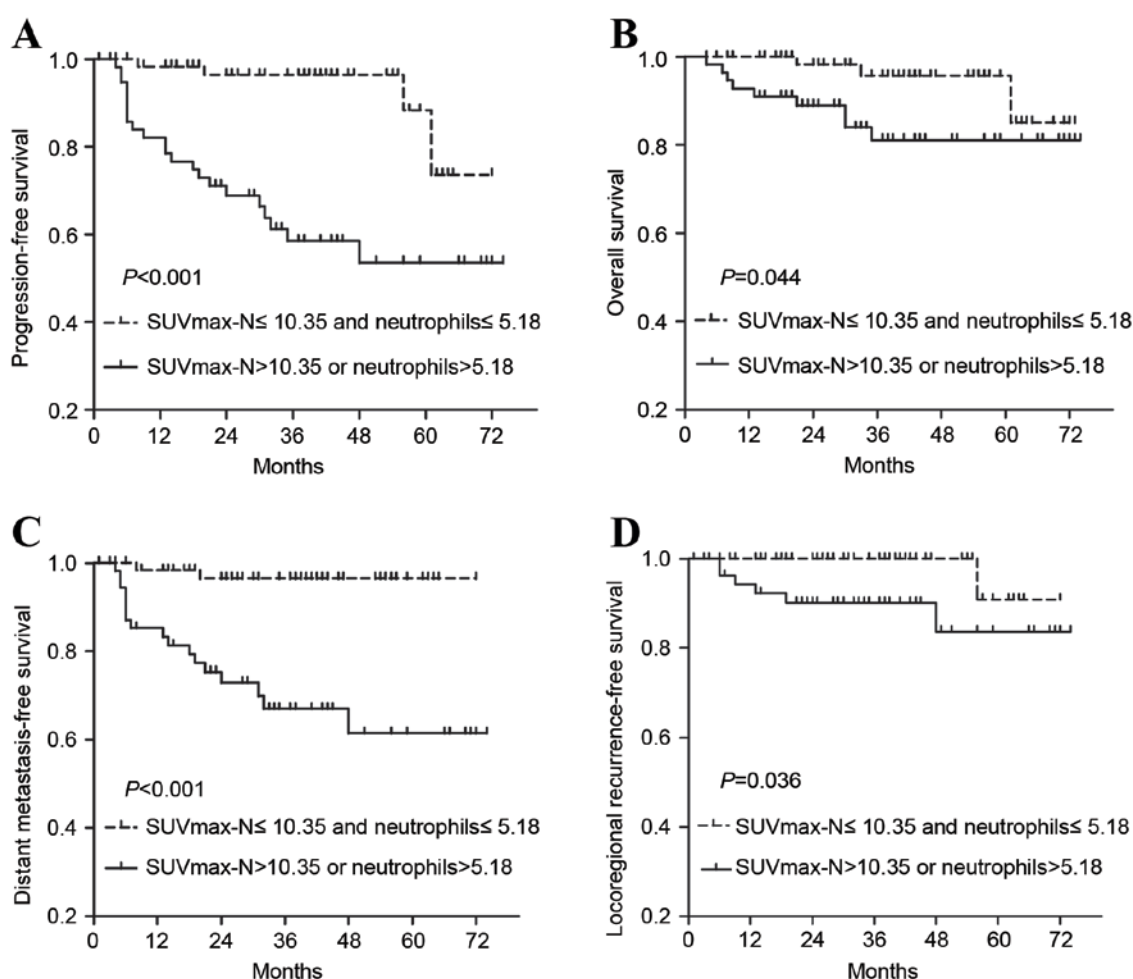 A
1.0
0.8
0.6
0.4
0.2
Progression-free survival
P<0.001
SUVmax-N≤ 10.35 and neutrophils≤ 5.18
SUVmax-N>10.35 or neutrophils>5.18
0 12 24 36 48 60 72
Months
B
1.0
0.8
0.6
0.4
0.2
Overall survival
P=0.044
SUVmax-N≤ 10.35 and neutrophils≤ 5.18
SUVmax-N>10.35 or neutrophils>5.18
0 12 24 36 48 60 72
Months
C
1.0
0.8
0.6
0.4
0.2
Distant metastasis-free survival
P<0.001
SUVmax-N≤ 10.35 and neutrophils≤ 5.18
SUVmax-N>10.35 or neutrophils>5.18
0 12 24 36 48 60 72
Months
D
1.0
0.8
0.6
0.4
0.2
Locoregional recurrence-free survival
P=0.036
SUVmax-N≤ 10.35 and neutrophils≤ 5.18
SUVmax-N>10.35 or neutrophils>5.18
0 12 24 36 48 60 72
Months